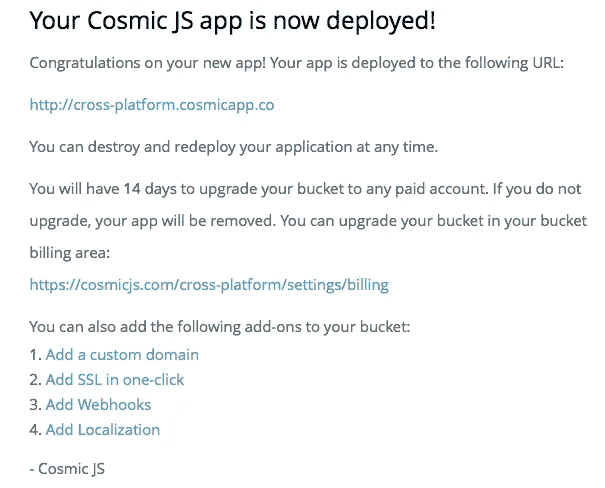 Your Cosmic JS app is now deployed!
Congratulations on your new app! Your app is deployed to the following URL:
http://cross-platform.cosmicapp.co
You can destroy and redeploy your application at any time.
You will have 14 days to upgrade your bucket to any paid account. If you do not
upgrade, your app will be removed. You can upgrade your bucket in your bucket
billing area:
https://cosmicjs.com/cross-platform/settings/billing
You can also add the following add-ons to your bucket:
1. Add a custom domain
2. Add SSL in one-click
3. Add Webhooks
4. Add Localization
- Cosmic JS